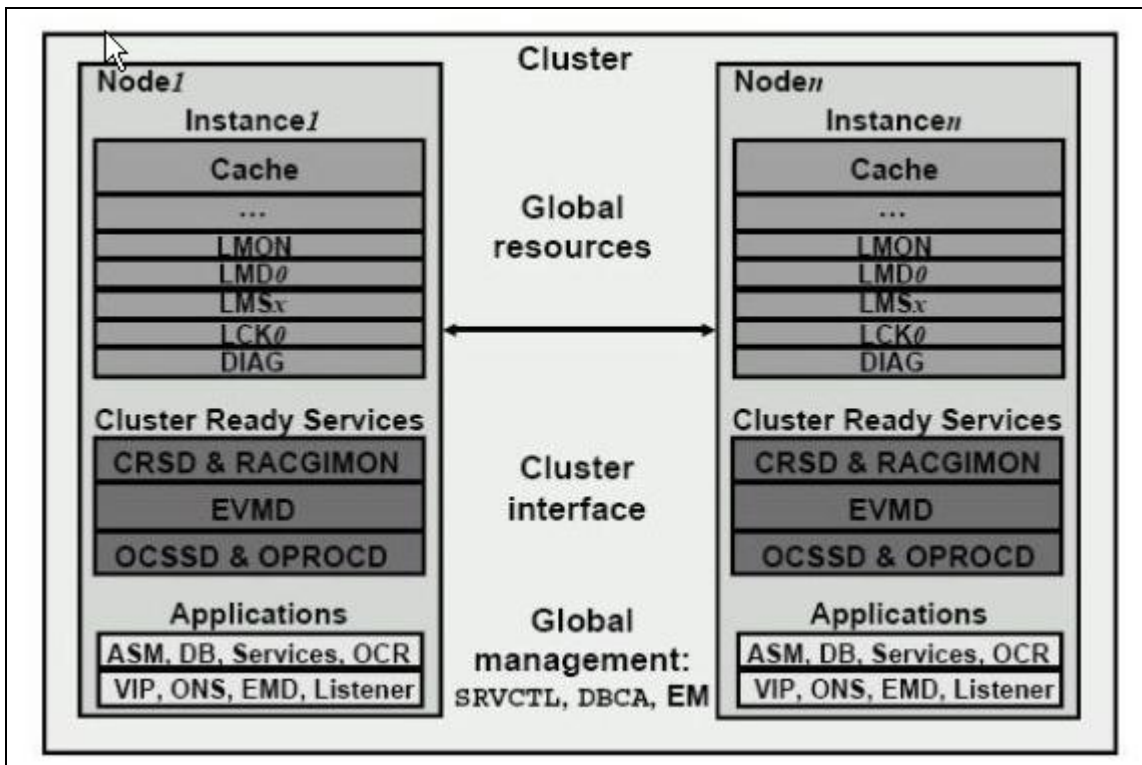 Cluster
Node1
Instance1
Cache
...
LMON
LMD0
LMSx
LCK0
DIAG
Cluster Ready Services
CRSD & RACGIMON
EVMD
OCSSD & OPROCD
Applications
ASM, DB, Services, OCR
VIP, ONS, EMD, Listener
Global
resources
Cluster
interface
Global
management:
SRVCTL, DBCA, EM
Noden
Instancen
Cache
...
LMON
LMD0
LMSx
LCK0
DIAG
Cluster Ready Services
CRSD & RACGIMON
EVMD
OCSSD & OPROCD
Applications
ASM, DB, Services, OCR
VIP, ONS, EMD, Listener